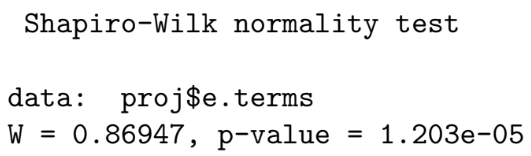 Shapiro-Wilk normality test
data:  proj$e.terms
W = 0.86947, p-value = 1.203e-05